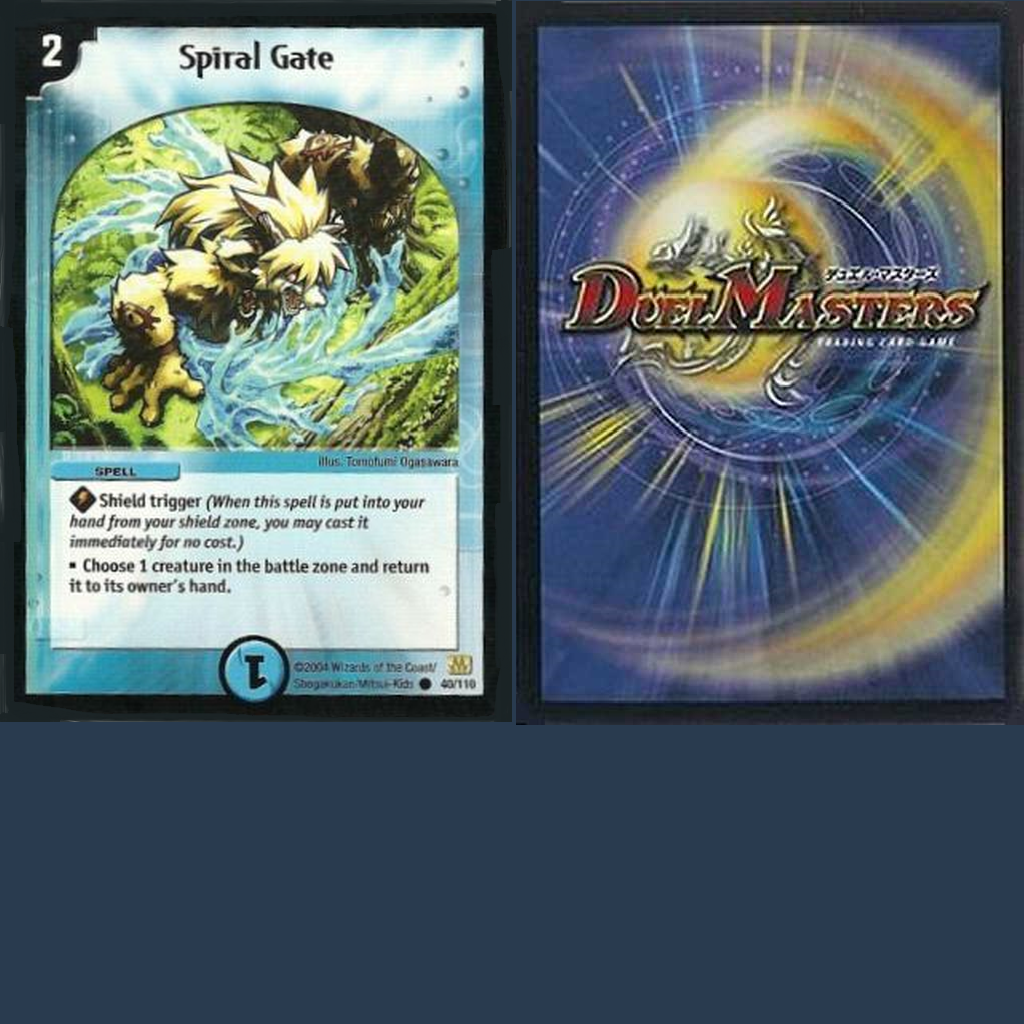 2
Spiral Gate
illus. Tomofumi Ogasawara
SPELL
Shield trigger (When this spell is put into your
hand from your shield zone, you may cast it
immediately for no cost.)
▪ Choose 1 creature in the battle zone and return
it to its owner's hand.
1
©2004 Wizards of the Coast/
Shogakukan/Mitsui-Kids ● 40/110
デュエル・マスターズ
DUEL MASTERS
TRADING CARD GAME